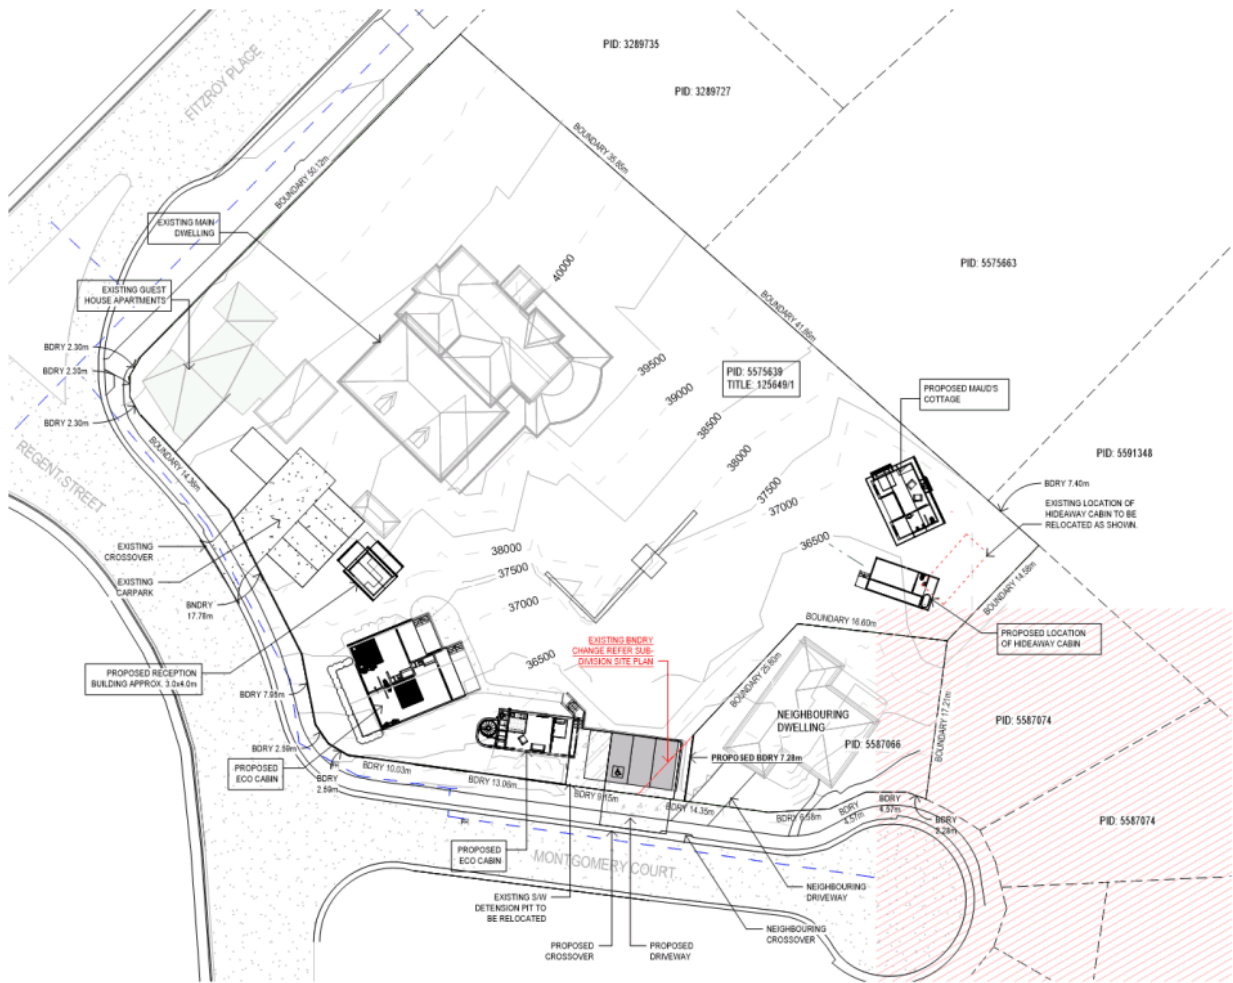 PID: 3289735
FITZROY PLACE
PID: 3289727
BOUNDARY 35.85m
BOUNDARY 50.12m
EXISTING MAIN
DWELLING
PID: 5575663
40000
EXISTING GUEST
HOUSE APARTMENTS
BOUNDARY 41.86m
BDRY 2.30m
BDRY 2.30m
BDRY 2.30m
39500
39000
38500
38000
37500
37000
36500
PID: 5575639
TITLE: 125649/1
PROPOSED MAUD'S
COTTAGE
REGENT STREET
BOUNDARY 14.36m
PID: 5591348
BDRY 7.40m
EXISTING LOCATION OF
HIDEAWAY CABIN TO BE
RELOCATED AS SHOWN.
EXISTING
CROSSOVER
EXISTING
CARPARK
BNDRY
17.78m
38000
37500
37000
36500
BOUNDARY 14.58m
BOUNDARY 16.60m
PROPOSED LOCATION
OF HIDEAWAY CABIN
EXISTING BNDRY
CHANGE REFER SUB-
DIVISION SITE PLAN
PROPOSED RECEPTION
BUILDING APPROX. 3.0x4.0m
BDRY 7.95m
BOUNDARY 25.80m
BOUNDARY 17.21m
NEIGHBOURING
DWELLING
PID: 5587074
PID: 5587066
BDRY 2.59m
PROPOSED
ECO CABIN
BDRY
2.59m
BDRY 10.03m
BDRY 13.06m
PROPOSED BDRY 7.28m
BDRY 9.15m
BDRY 14.35m
BDRY 6.58m
BDRY
4.57m
BDRY
4.57m
BDRY
2.28m
PID: 5587074
PROPOSED
ECO CABIN
MONTGOMERY COURT
EXISTING S/W
DETENSION PIT TO
BE RELOCATED
NEIGHBOURING
DRIVEWAY
NEIGHBOURING
CROSSOVER
PROPOSED
CROSSOVER
PROPOSED
DRIVEWAY